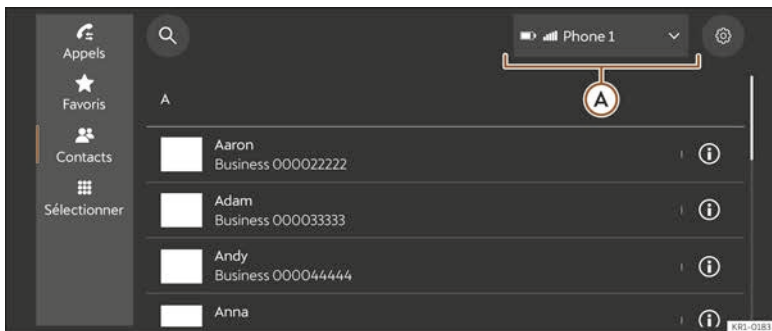 Appels
Favoris
Contacts
Sélectionner
Phone 1
A
A
Aaron
Business 000022222
Adam
Business 000033333
Andy
Business 000044444
Anna
KR1-0183